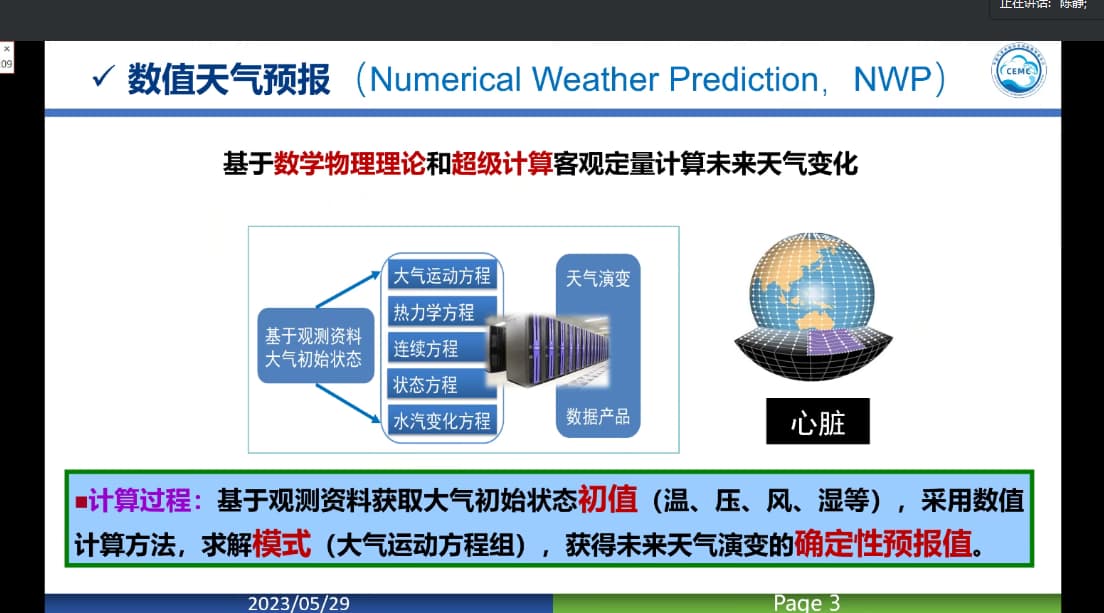 正在讲话: 陈静;
×
:09
✓ 数值天气预报（Numerical Weather Prediction，NWP）
CEMC
基于数学物理理论和超级计算客观定量计算未来天气变化
基于观测资料
大气初始状态
大气运动方程
热力学方程
连续方程
状态方程
水汽变化方程
天气演变
数据产品
心脏
■计算过程：基于观测资料获取大气初始状态初值（温、压、风、湿等），采用数值
计算方法，求解模式（大气运动方程组），获得未来天气演变的确定性预报值。
2023/05/29
Page 3